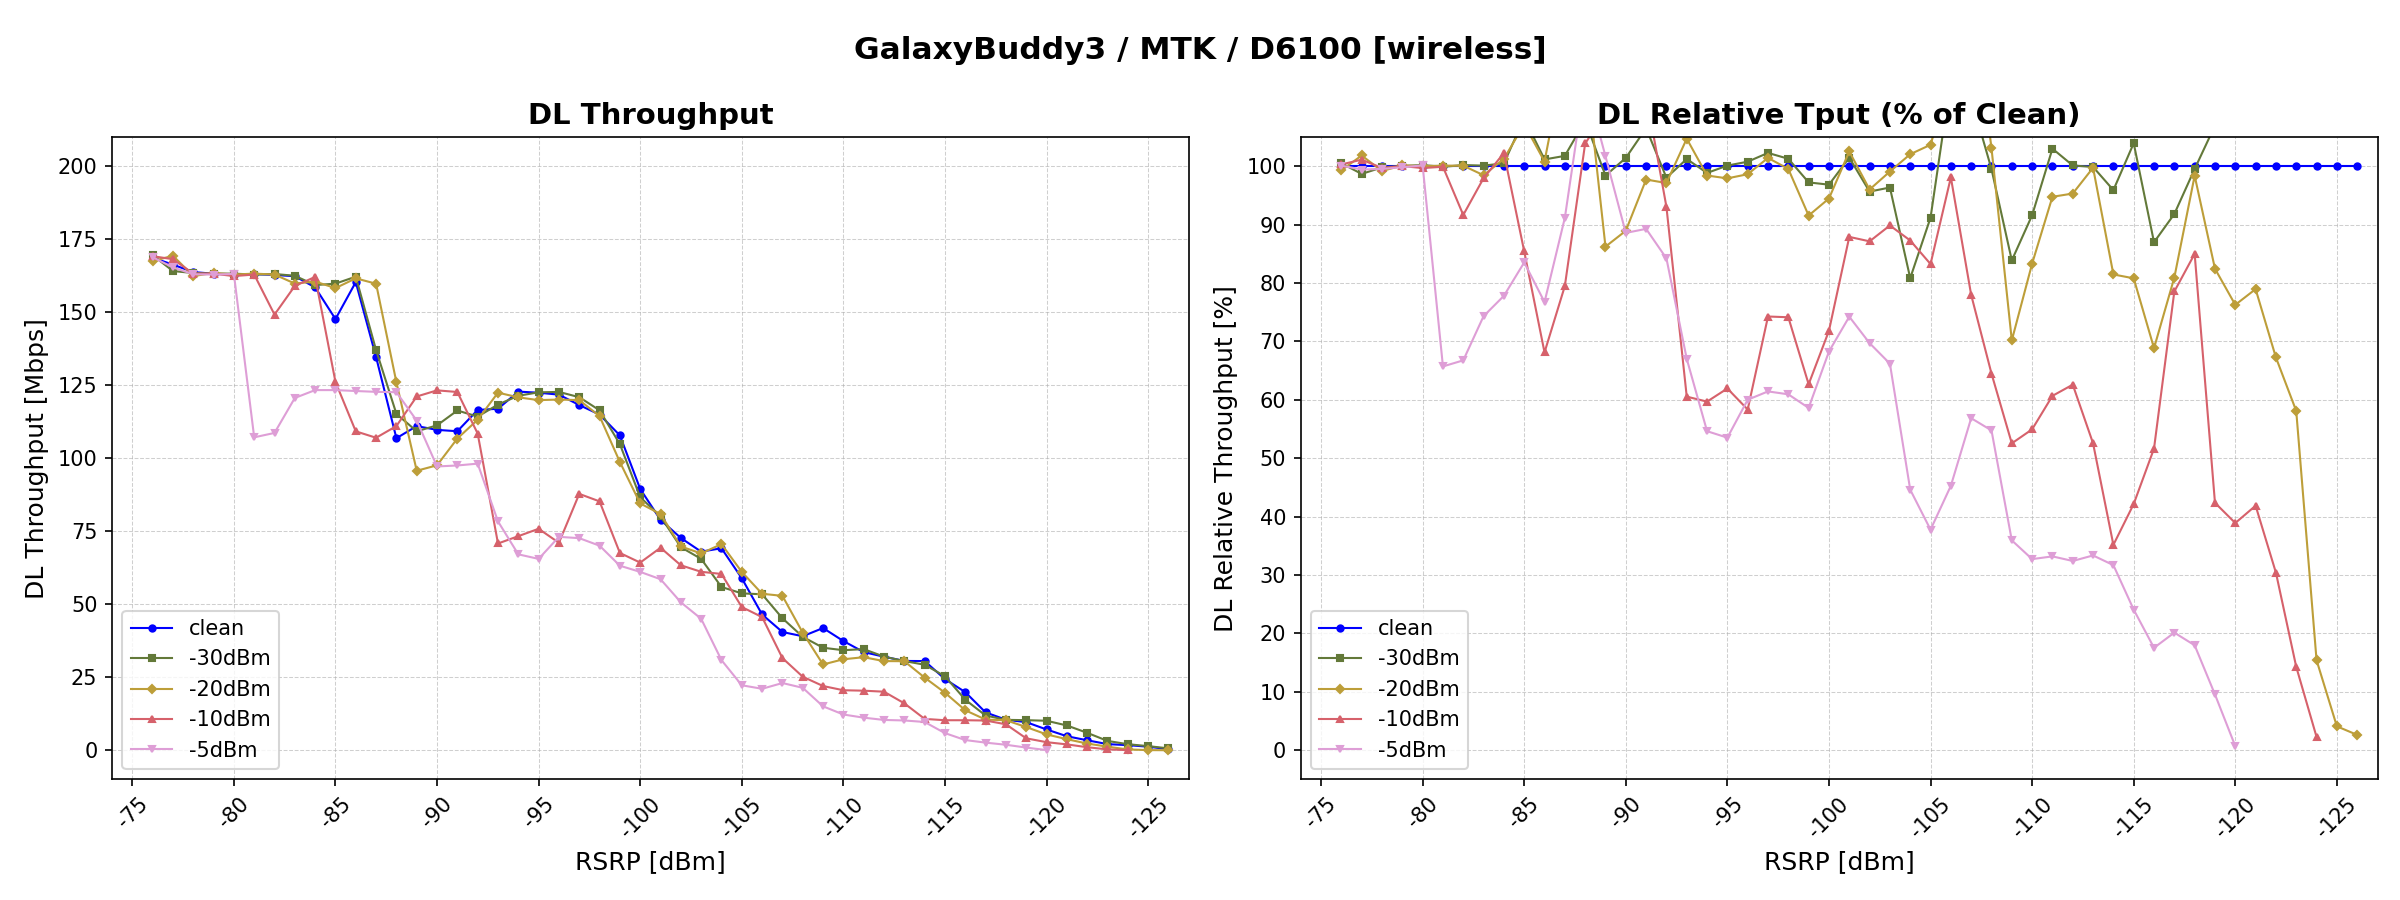 GalaxyBuddy3 / MTK / D6100 [wireless]
DL Throughput
DL Throughput [Mbps]
200
175
150
125
100
75
50
25
0
clean
-30dBm
-20dBm
-10dBm
-5dBm
-75
-80
-85
-90
-95
-100
-105
-110
-115
-120
-125
RSRP [dBm]
DL Relative Tput (% of Clean)
DL Relative Throughput [%]
100
90
80
70
60
50
40
30
20
10
0
clean
-30dBm
-20dBm
-10dBm
-5dBm
-75
-80
-85
-90
-95
-100
-105
-110
-115
-120
-125
RSRP [dBm]